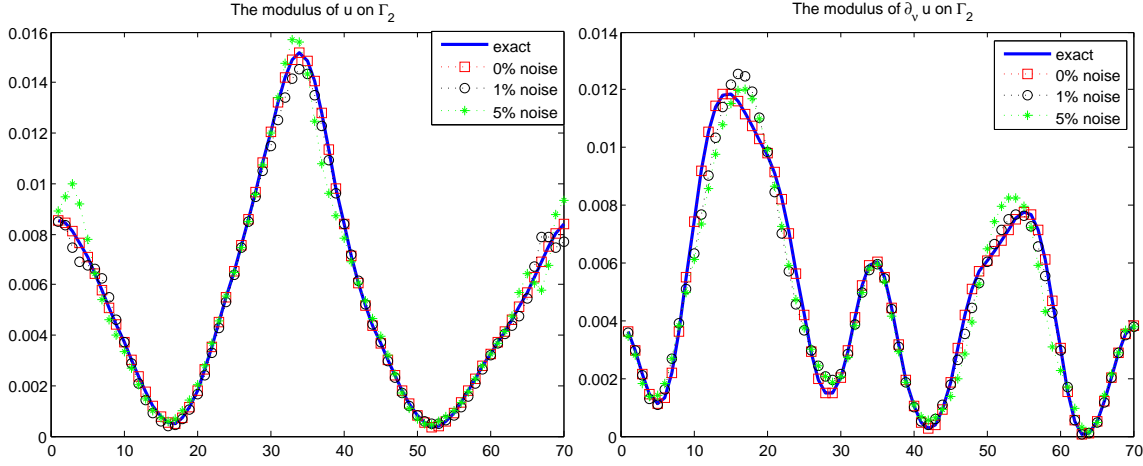 The modulus of u on Γ₂
0.016
0.014
0.012
0.01
0.008
0.006
0.004
0.002
0
0 10 20 30 40 50 60 70
exact
0% noise
1% noise
5% noise
The modulus of ∂ᵥ u on Γ₂
0.014
0.012
0.01
0.008
0.006
0.004
0.002
0
0 10 20 30 40 50 60 70
exact
0% noise
1% noise
5% noise